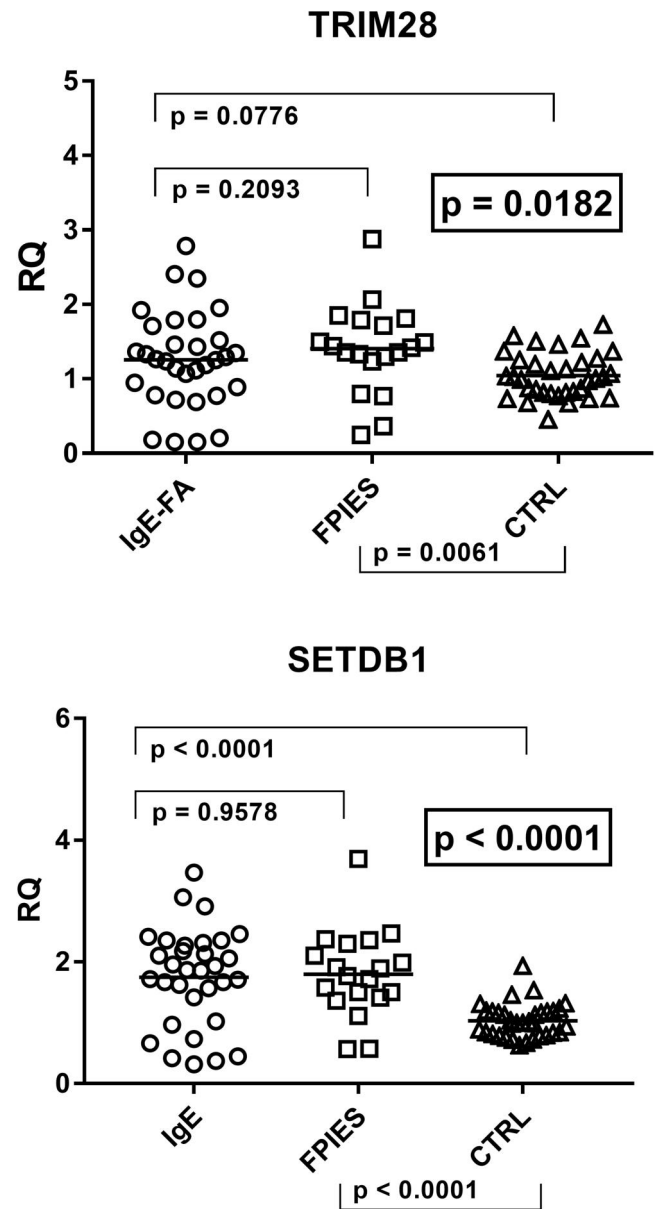 TRIM28
5
p = 0.0776
4
p = 0.2093
p = 0.0182
3
RQ
2
1
0
IgE-FA
FPIES
CTRL
p = 0.0061
SETDB1
6
p < 0.0001
p = 0.9578
p < 0.0001
4
RQ
2
0
IgE
FPIES
CTRL
p < 0.0001